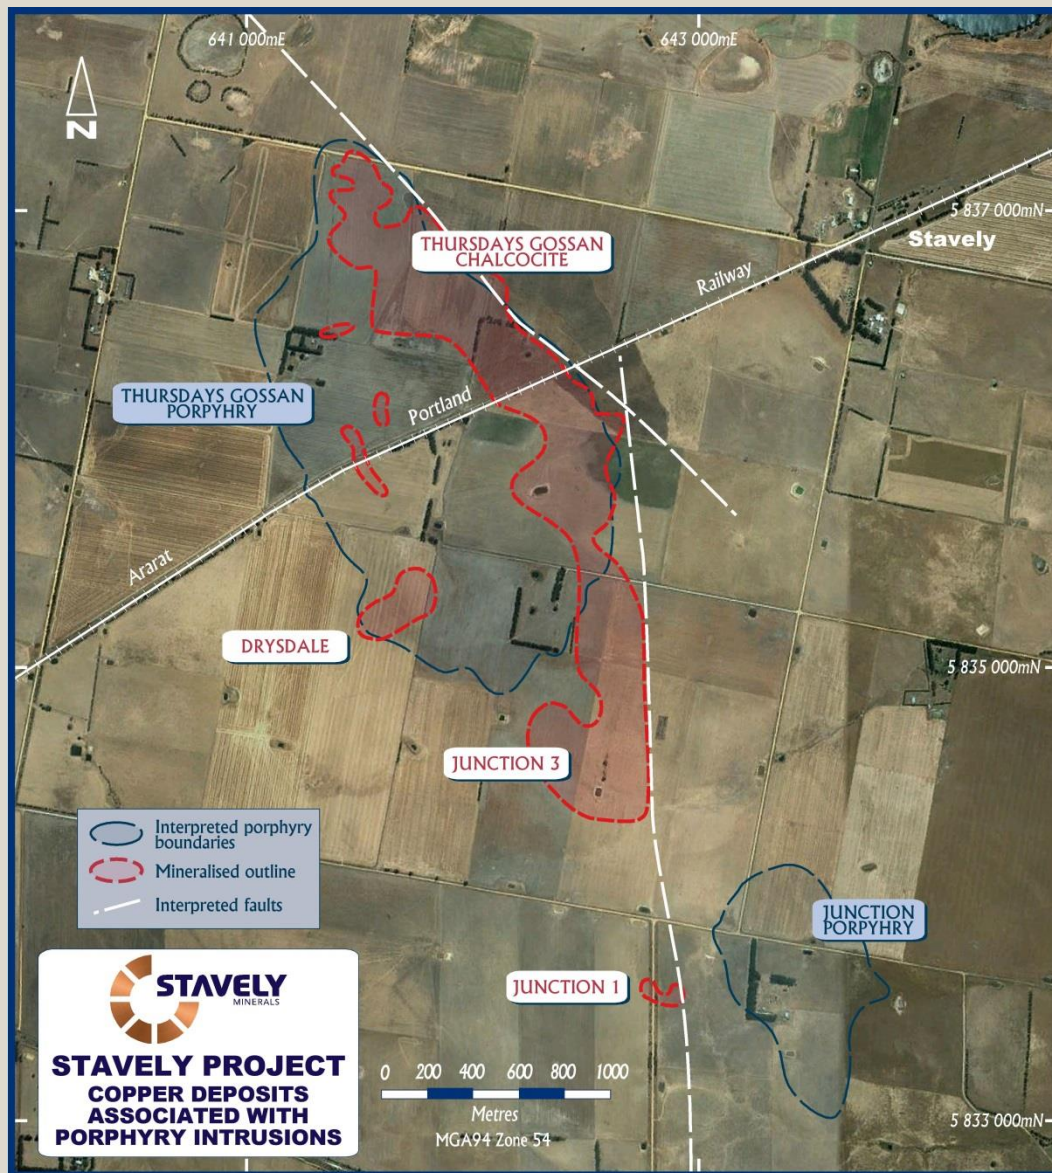 641 000mE
643 000mE
N
5 837 000mN
Stavely
THURSDAYS GOSSAN
CHALCOCITE
Railway
THURSDAYS GOSSAN
PORPYHRY
Portland
Ararat
DRYSDALE
5 835 000mN
JUNCTION 3
Interpreted porphyry
boundaries
Mineralised outline
Interpreted faults
JUNCTION
PORPYHRY
JUNCTION 1
STAVELY
MINERALS
STAVELY PROJECT
COPPER DEPOSITS
ASSOCIATED WITH
PORPHYRY INTRUSIONS
0 200 400 600 800 1000
Metres
MGA94 Zone 54
5 833 000mN